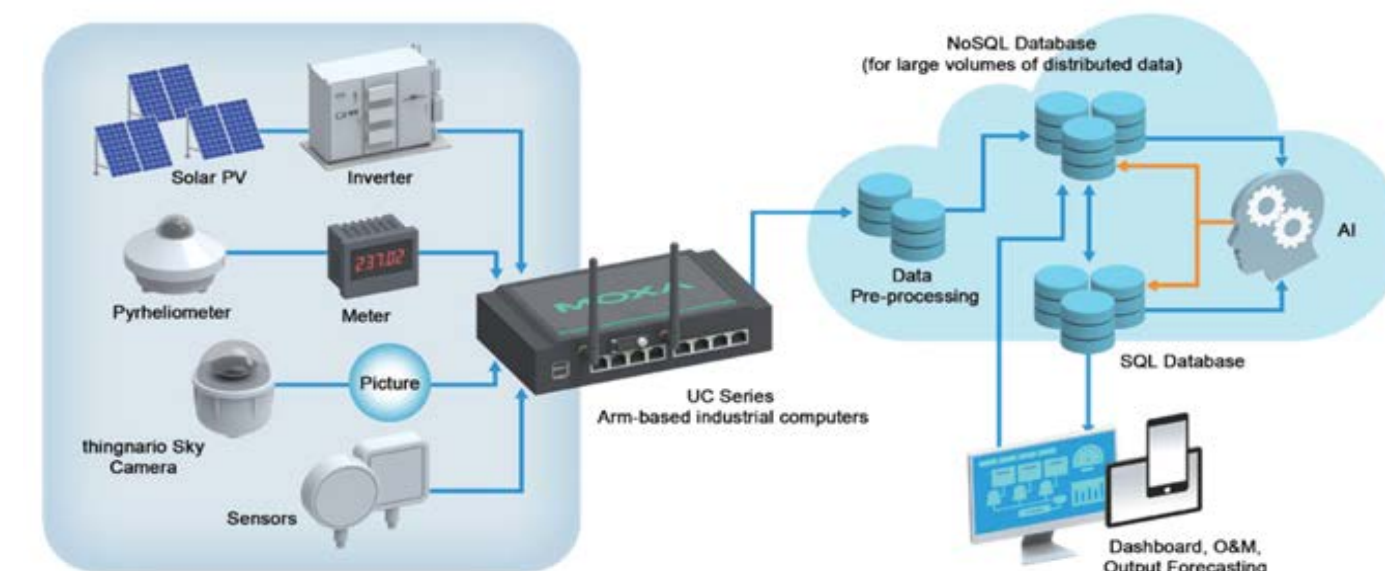 NoSQL Database
(for large volumes of distributed data)
Solar PV
Inverter
AI
237.02
MOXA
Data
Pre-processing
Pyrheliometer
Meter
SQL Database
Picture
UC Series
Arm-based industrial computers
thingnario Sky
Camera
Sensors
Dashboard, O&M,
Output Forecasting